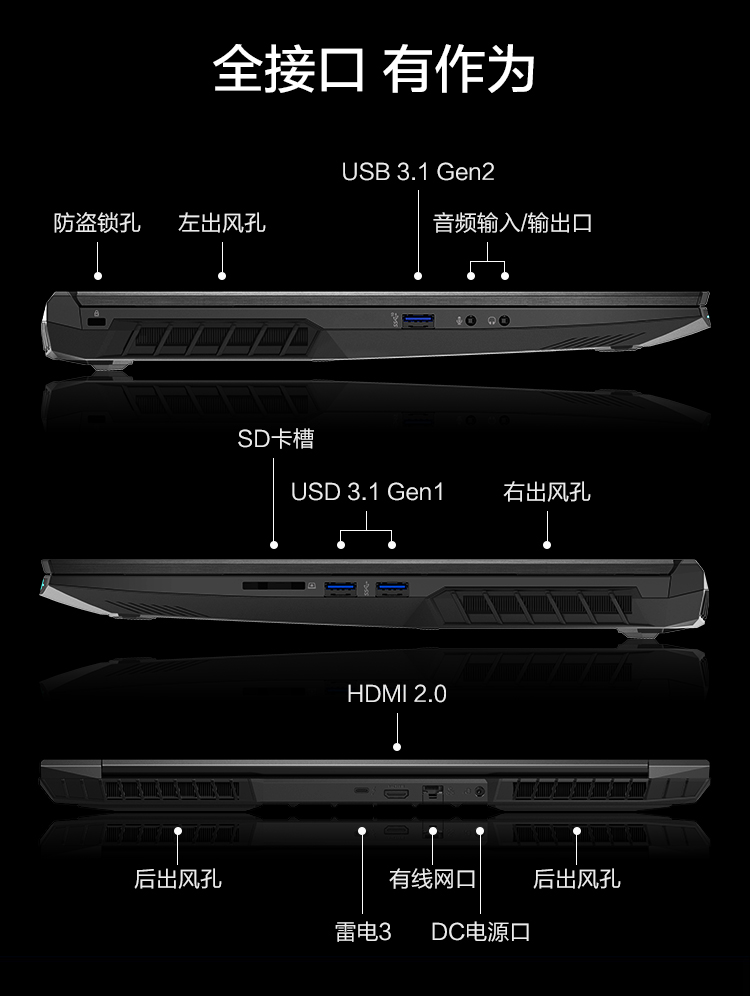 全接口 有作为
USB 3.1 Gen2
防盗锁孔
左出风孔
音频输入/输出口
SD卡槽
USD 3.1 Gen1
右出风孔
HDMI 2.0
后出风孔
有线网口
后出风孔
雷电3
DC电源口